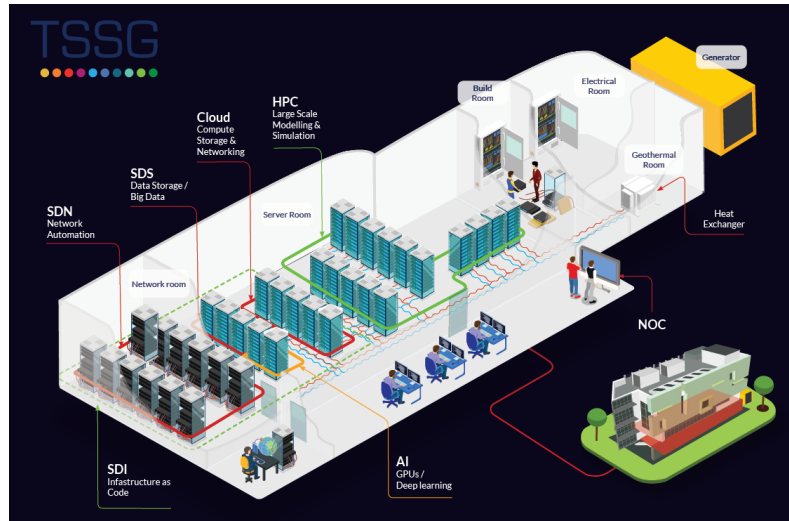 TSSG
Generator
Electrical
Room
Build
Room
HPC
Large Scale
Modelling &
Simulation
Cloud
Compute
Storage &
Networking
Geothermal
Room
SDS
Data Storage /
Big Data
SDN
Network
Automation
Server Room
Heat
Exchanger
Network room
NOC
AI
GPUs /
Deep learning
SDI
Infastructure as
Code